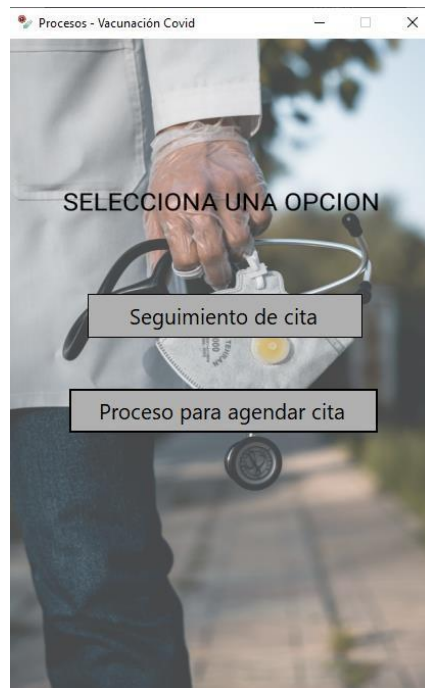 Procesos - Vacunación Covid
SELECCIONA UNA OPCION
Seguimiento de cita
Proceso para agendar cita